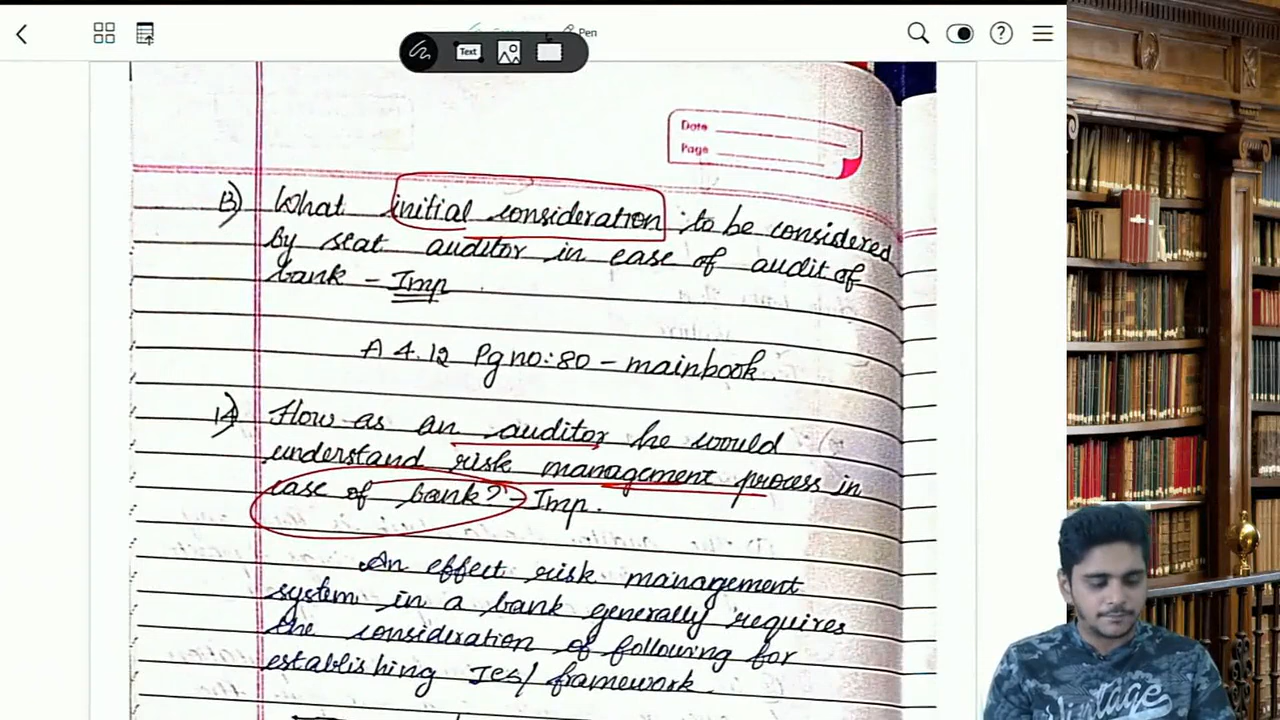 Pen
Text
Date
Page
13) What initial consideration to be considered
by stat auditor in case of audit of
bank - Imp
A 4.12 Pg no: 80 - mainbook.
14) How as an auditor he would
understand risk management process in
case of bank? - Imp.
An effect risk management
system in a bank generally requires
the consideration of following for
establishing Ies/ framework.
Vintage